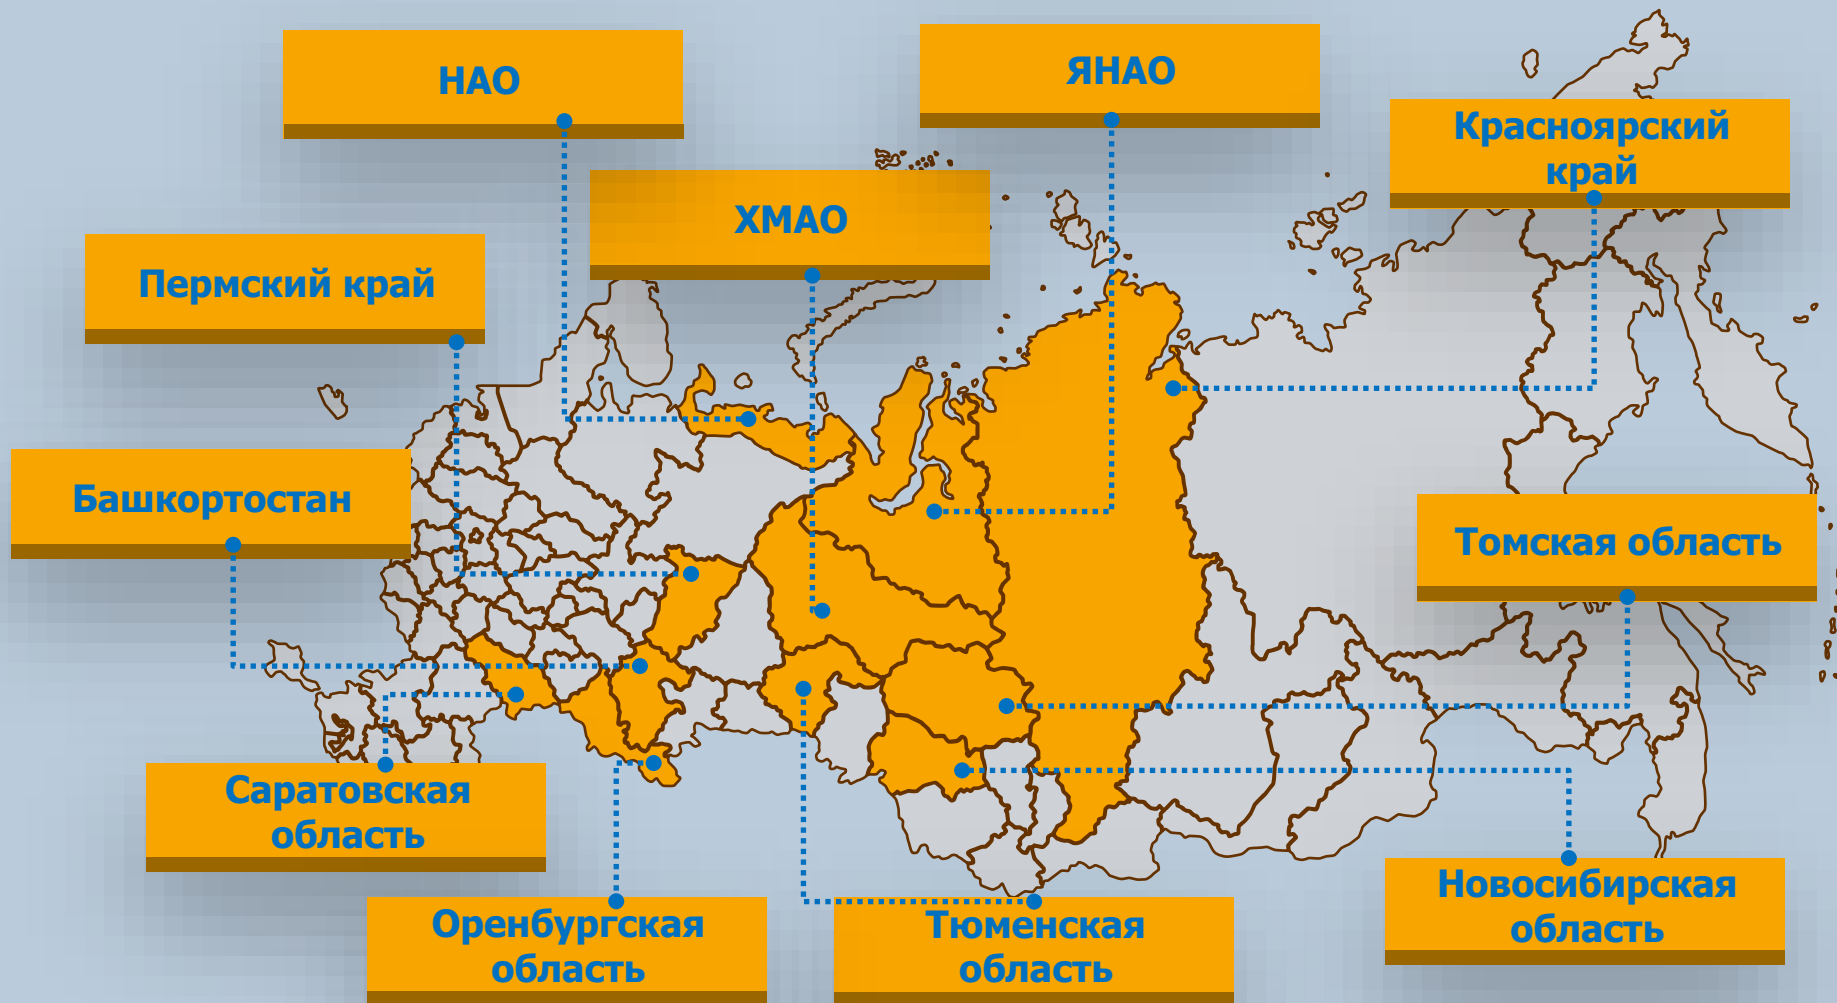 НАО
ЯНАО
Красноярский
край
ХМАО
Пермский край
Башкортостан
Томская область
Саратовская
область
Оренбургская
область
Тюменская
область
Новосибирская
область